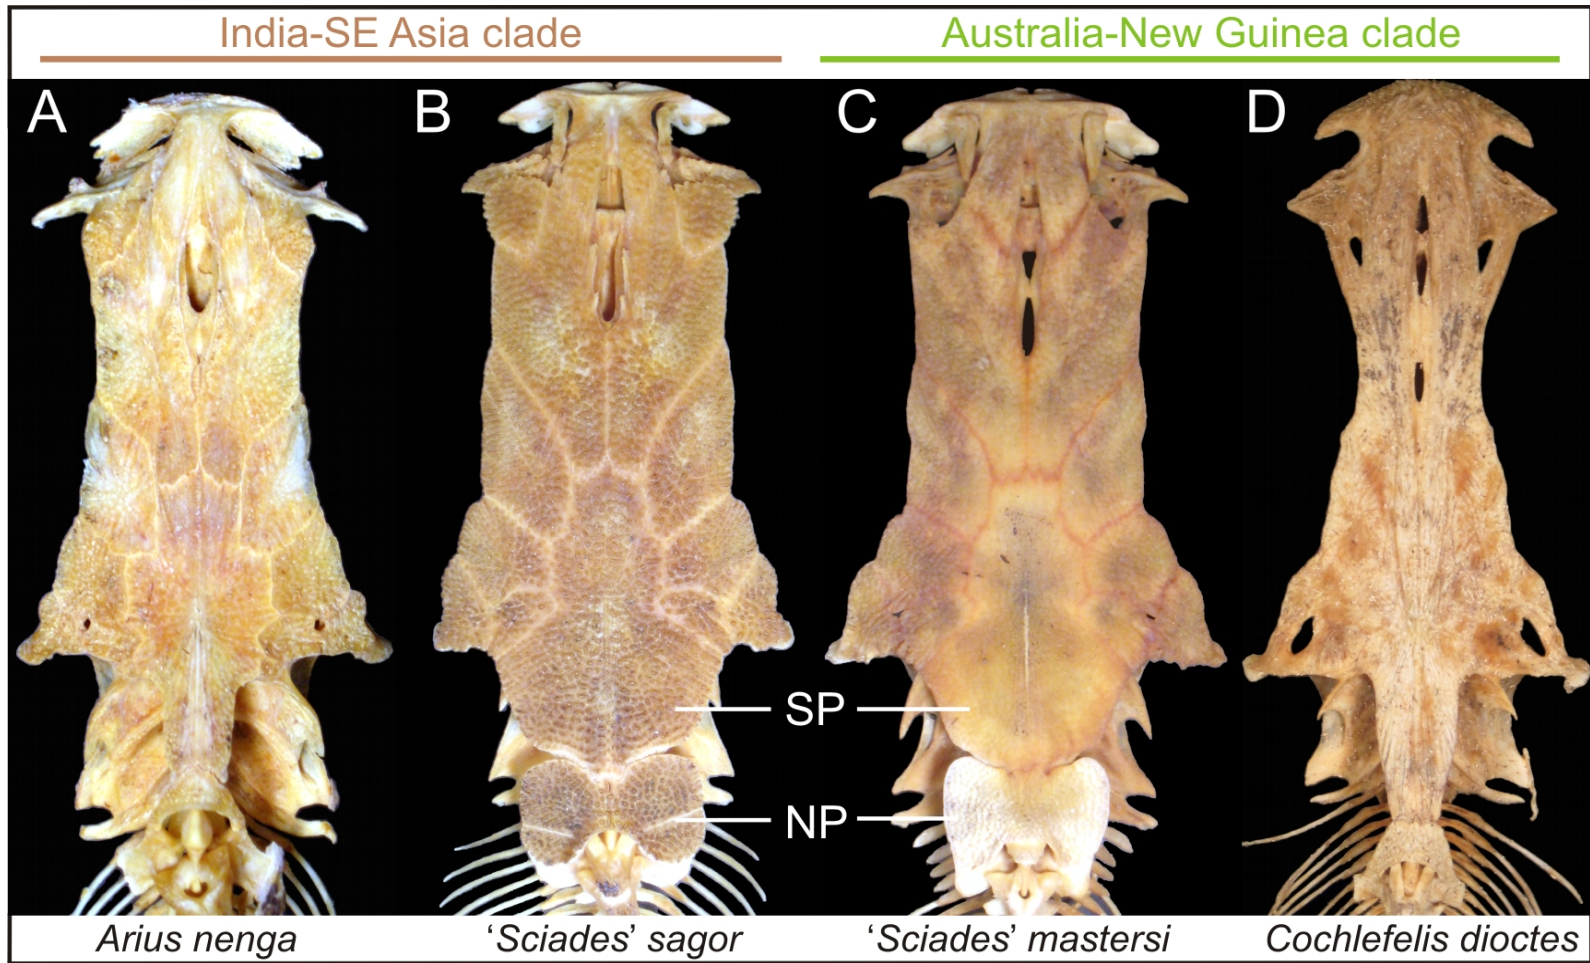 India-SE Asia clade
Australia-New Guinea clade
A
B
C
D
SP
NP
Arius nenga
‘Sciades’ sagor
‘Sciades’ mastersi
Cochlefelis dioctes